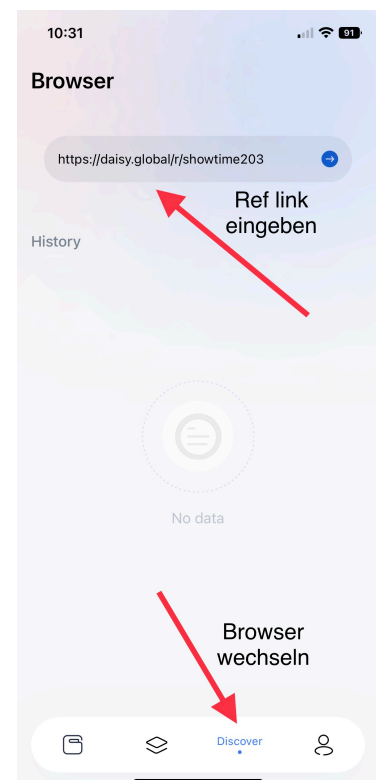 10:31
91
Browser
https://daisy.global/r/showtime203
Ref link
eingeben
History
No data
Browser
wechseln
Discover